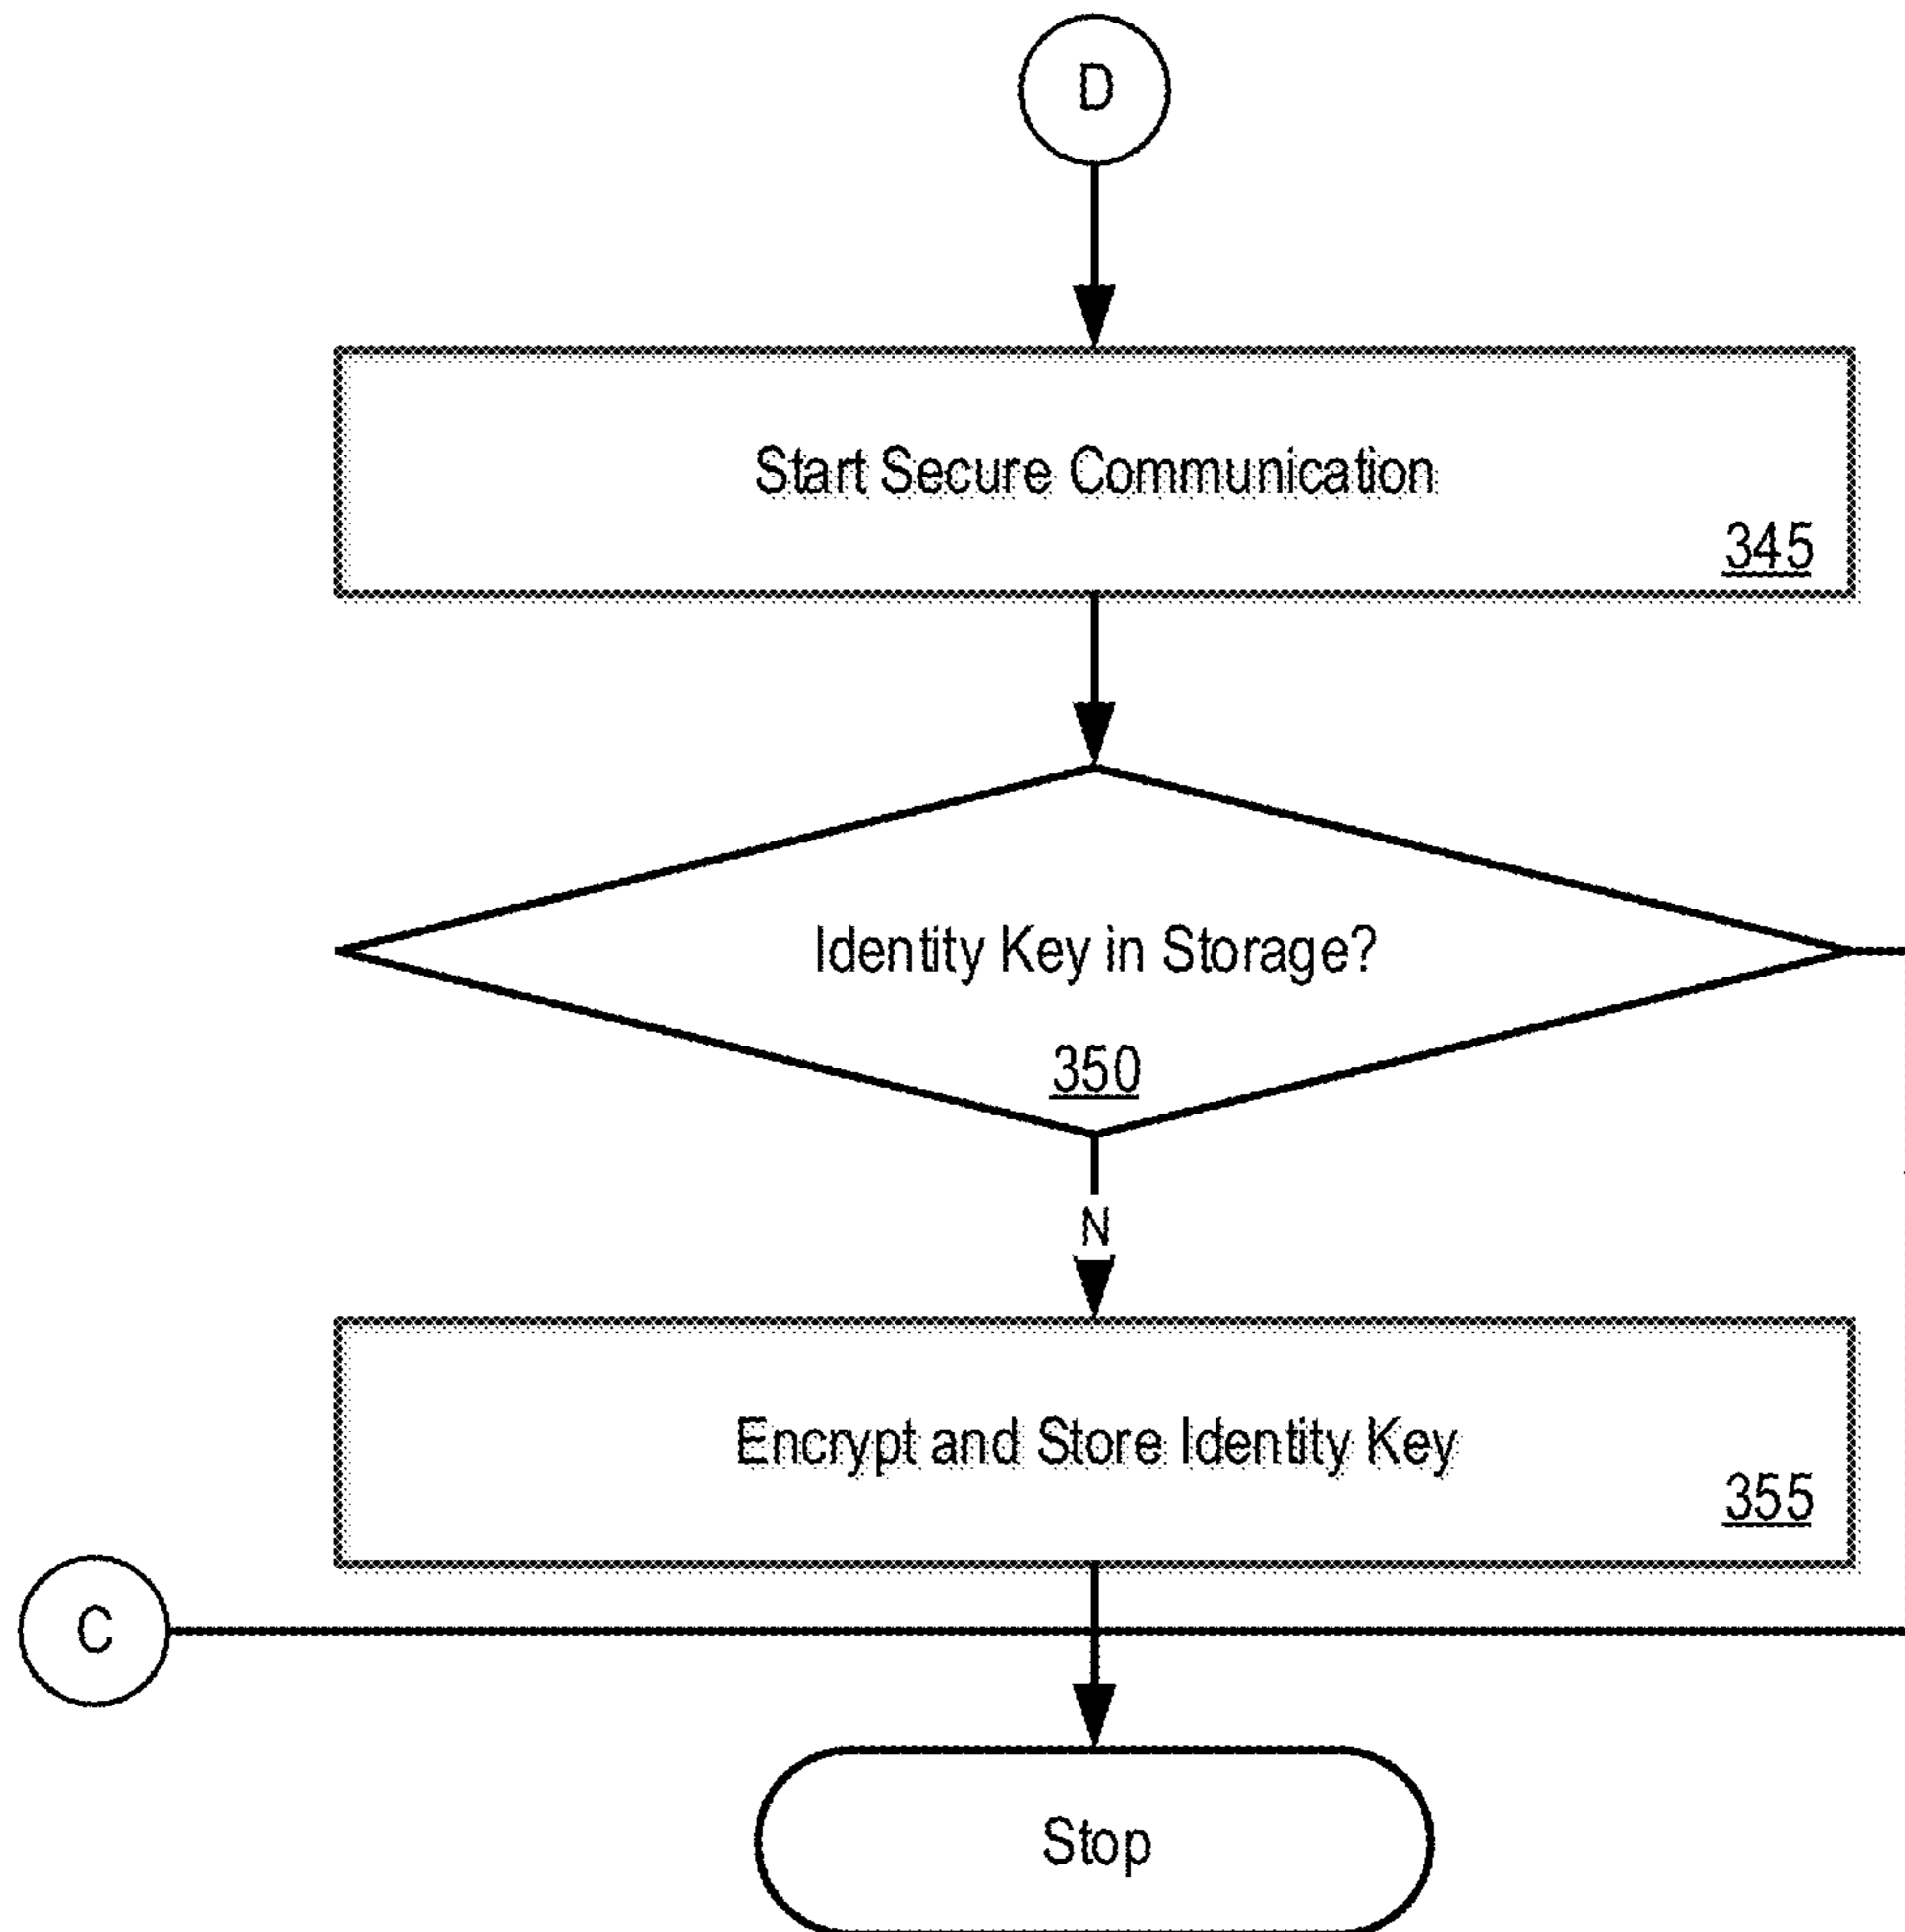 D
Start Secure Communication
345
Identity Key in Storage?
350
N
Encrypt and Store Identity Key
355
C
Stop